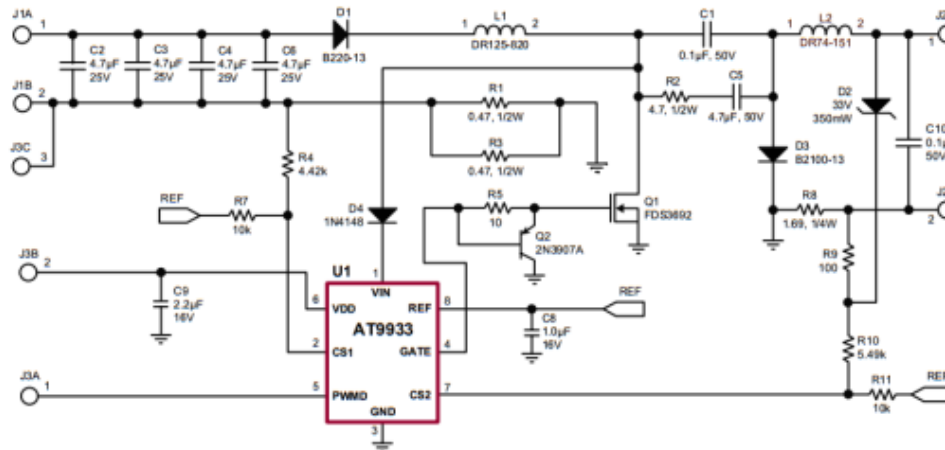 J1A
1
D1
B220-13
L1
1
2
DR125-820
C1
0.1µF, 50V
1
L2
2
DR74-151
1
C2
4.7µF
25V
C3
4.7µF
25V
C4
4.7µF
25V
C6
4.7µF
25V
J1B
2
R1
0.47, 1/2W
R2
4.7, 1/2W
C5
4.7µF, 50V
D2
33V
350mW
C10
50V
J3C
3
R4
4.42k
R3
0.47, 1/2W
D3
B2100-13
REF
R7
10k
D4
1N4148
R5
10
Q1
FDS3692
R8
1.69, 1/4W
2
Q2
2N3907A
R9
100
J3B
2
C9
2.2µF
16V
U1
1
VIN
6
VDD
REF
8
AT9933
C8
1.0µF
16V
REF
2
CS1
GATE
4
R10
5.49k
J3A
1
5
PWMD
CS2
7
R11
10k
GND
3